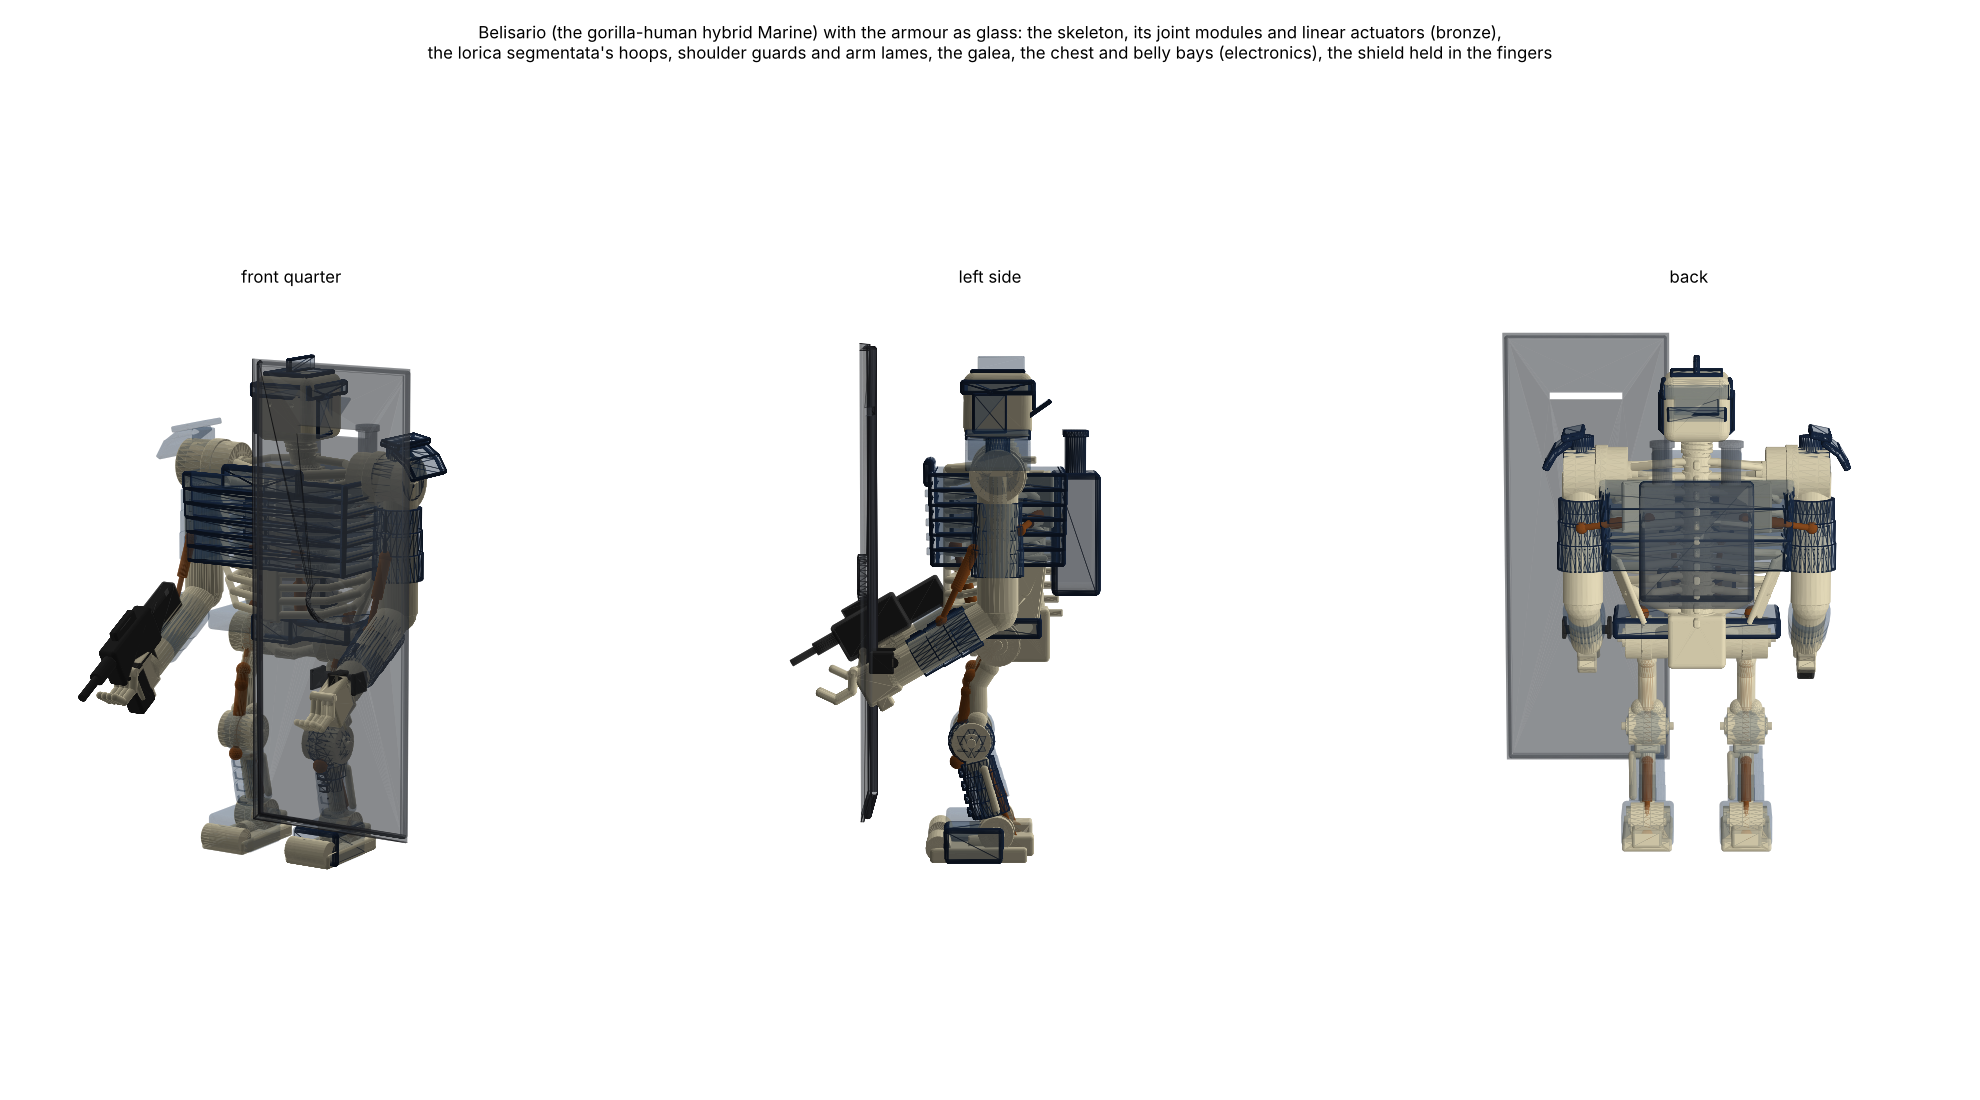 Belisario (the gorilla-human hybrid Marine) with the armour as glass: the skeleton, its joint modules and linear actuators (bronze),
the lorica segmentata's hoops, shoulder guards and arm lames, the galea, the chest and belly bays (electronics), the shield held in the fingers
front quarter
left side
back